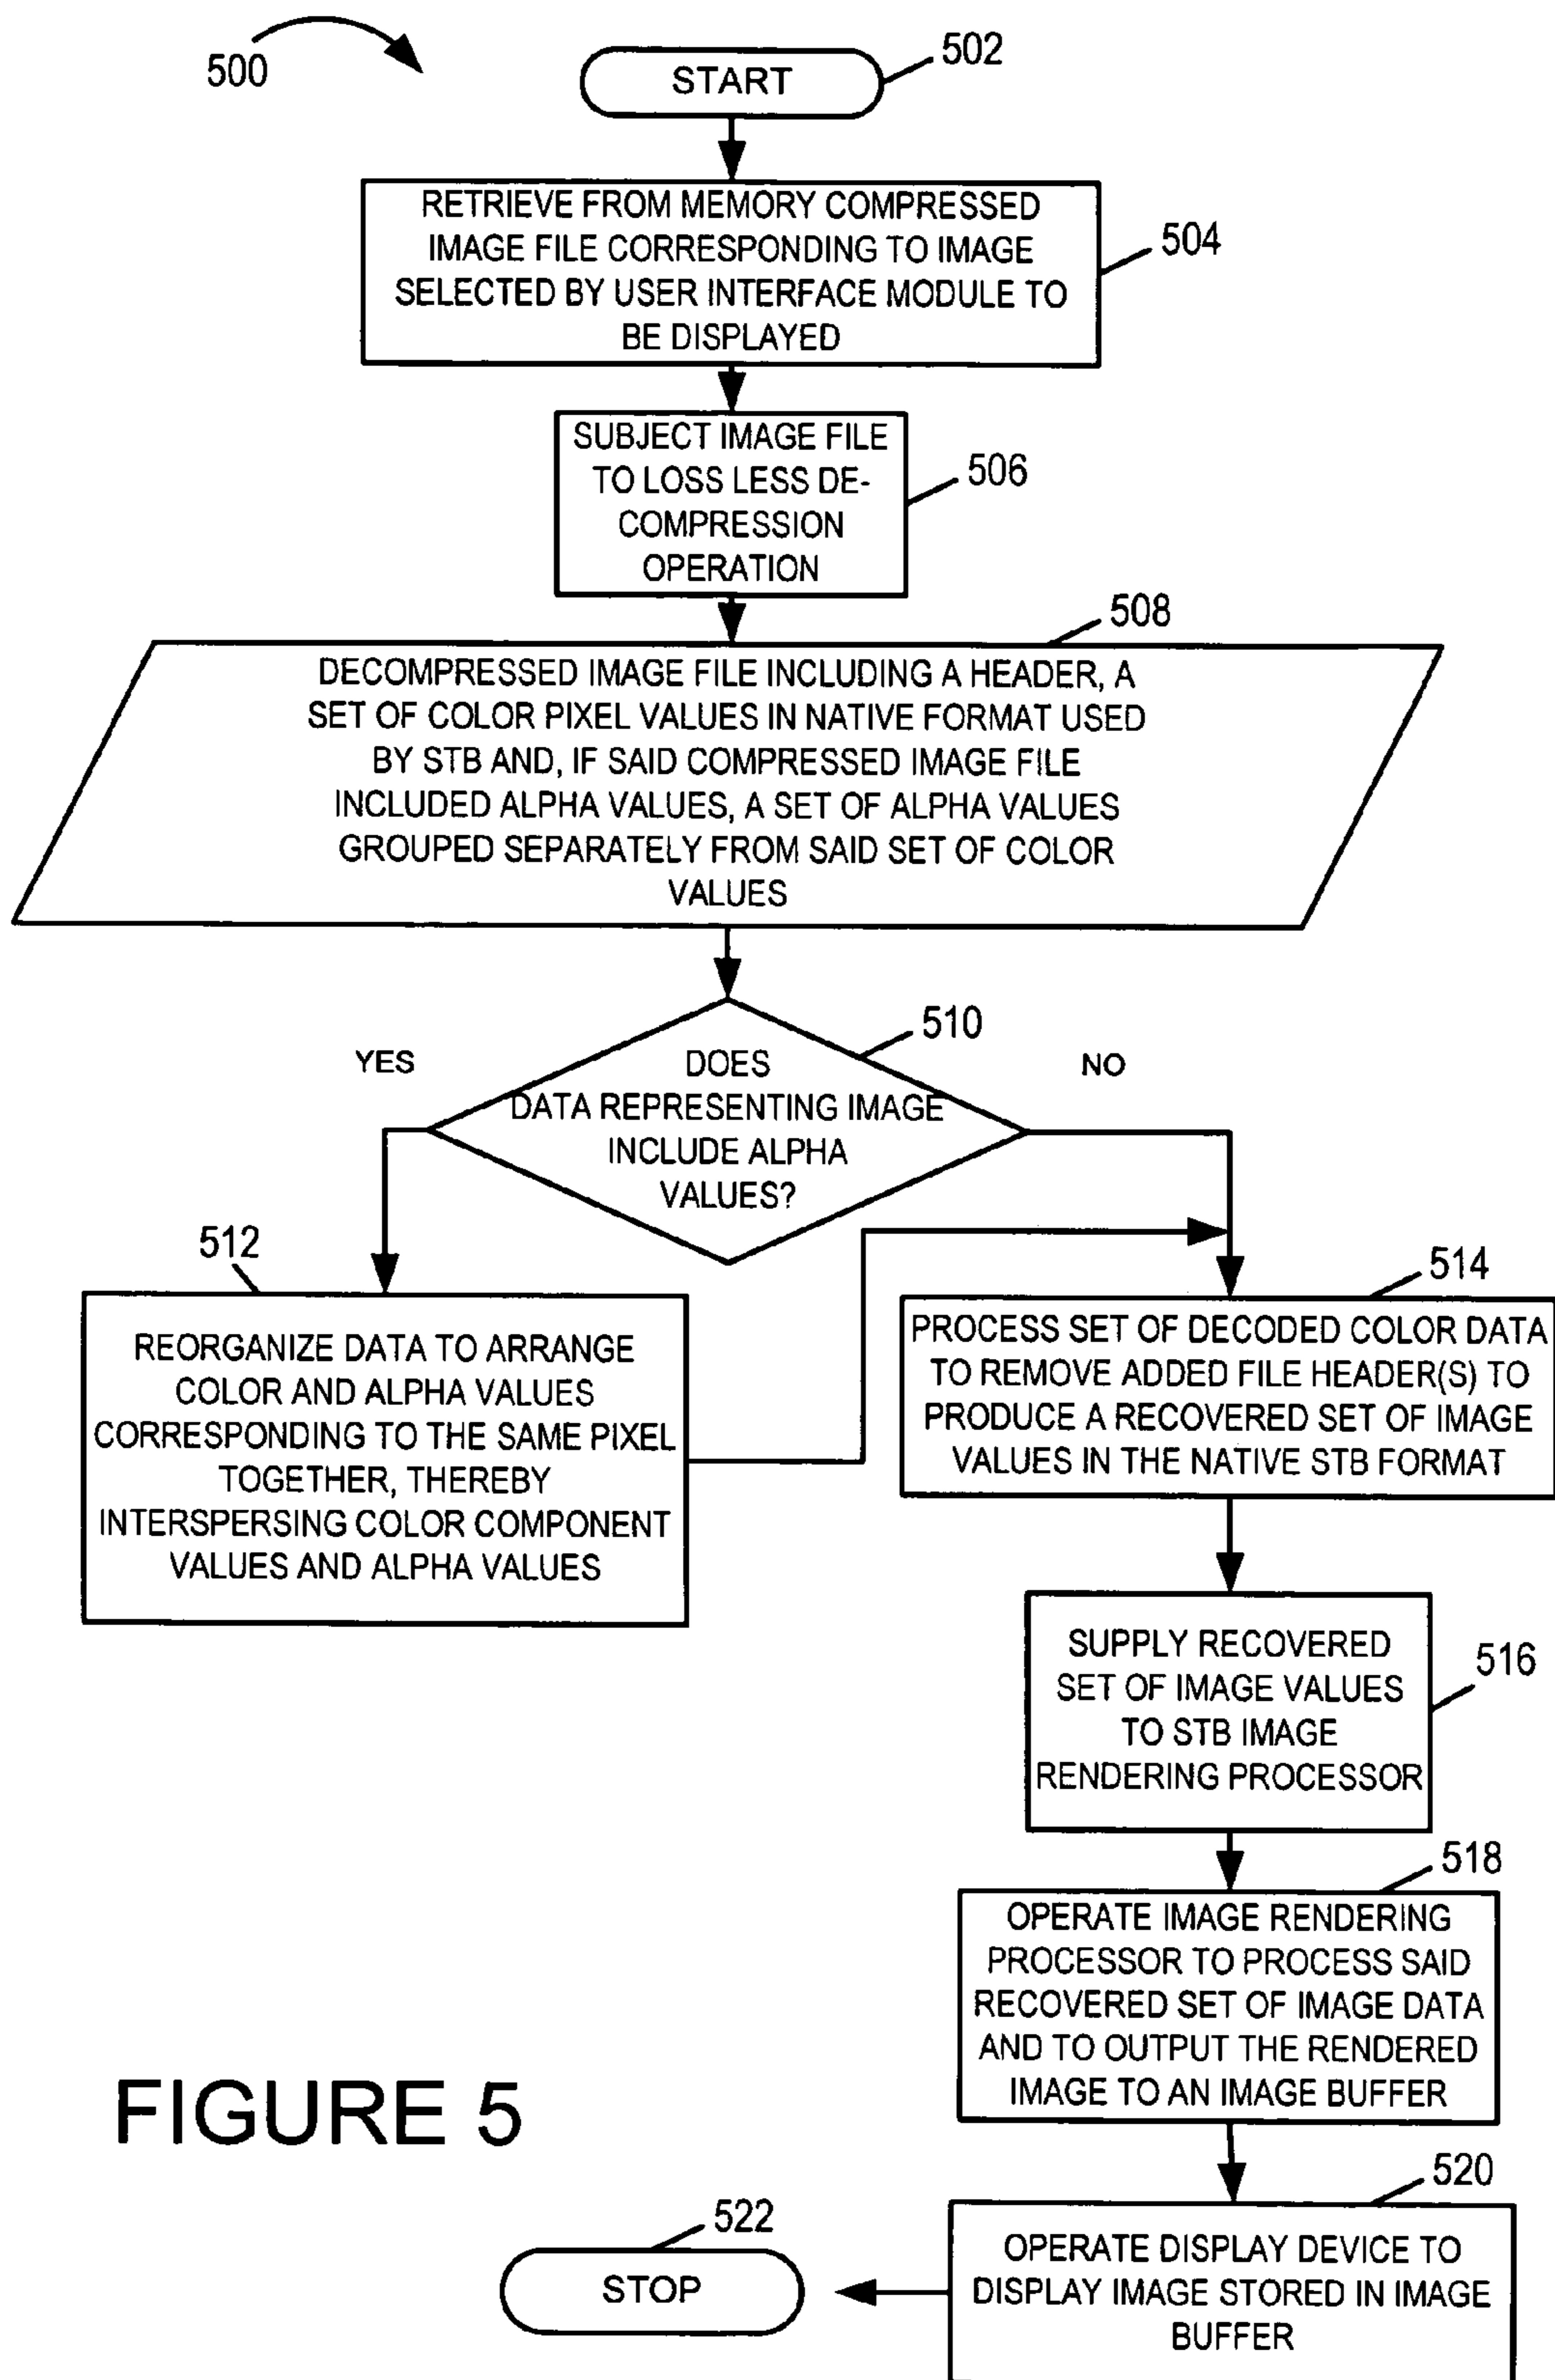 500
START
502
RETRIEVE FROM MEMORY COMPRESSED
IMAGE FILE CORRESPONDING TO IMAGE
SELECTED BY USER INTERFACE MODULE TO
BE DISPLAYED
504
SUBJECT IMAGE FILE
TO LOSS LESS DE-
COMPRESSION
OPERATION
506
508
DECOMPRESSED IMAGE FILE INCLUDING A HEADER, A
SET OF COLOR PIXEL VALUES IN NATIVE FORMAT USED
BY STB AND, IF SAID COMPRESSED IMAGE FILE
INCLUDED ALPHA VALUES, A SET OF ALPHA VALUES
GROUPED SEPARATELY FROM SAID SET OF COLOR
VALUES
510
YES
DOES
DATA REPRESENTING IMAGE
INCLUDE ALPHA
VALUES?
NO
512
REORGANIZE DATA TO ARRANGE
COLOR AND ALPHA VALUES
CORRESPONDING TO THE SAME PIXEL
TOGETHER, THEREBY
INTERSPERSING COLOR COMPONENT
VALUES AND ALPHA VALUES
514
PROCESS SET OF DECODED COLOR DATA
TO REMOVE ADDED FILE HEADER(S) TO
PRODUCE A RECOVERED SET OF IMAGE
VALUES IN THE NATIVE STB FORMAT
SUPPLY RECOVERED
SET OF IMAGE VALUES
TO STB IMAGE
RENDERING PROCESSOR
516
518
OPERATE IMAGE RENDERING
PROCESSOR TO PROCESS SAID
RECOVERED SET OF IMAGE DATA
AND TO OUTPUT THE RENDERED
IMAGE TO AN IMAGE BUFFER
FIGURE 5
520
OPERATE DISPLAY DEVICE TO
DISPLAY IMAGE STORED IN IMAGE
BUFFER
522
STOP